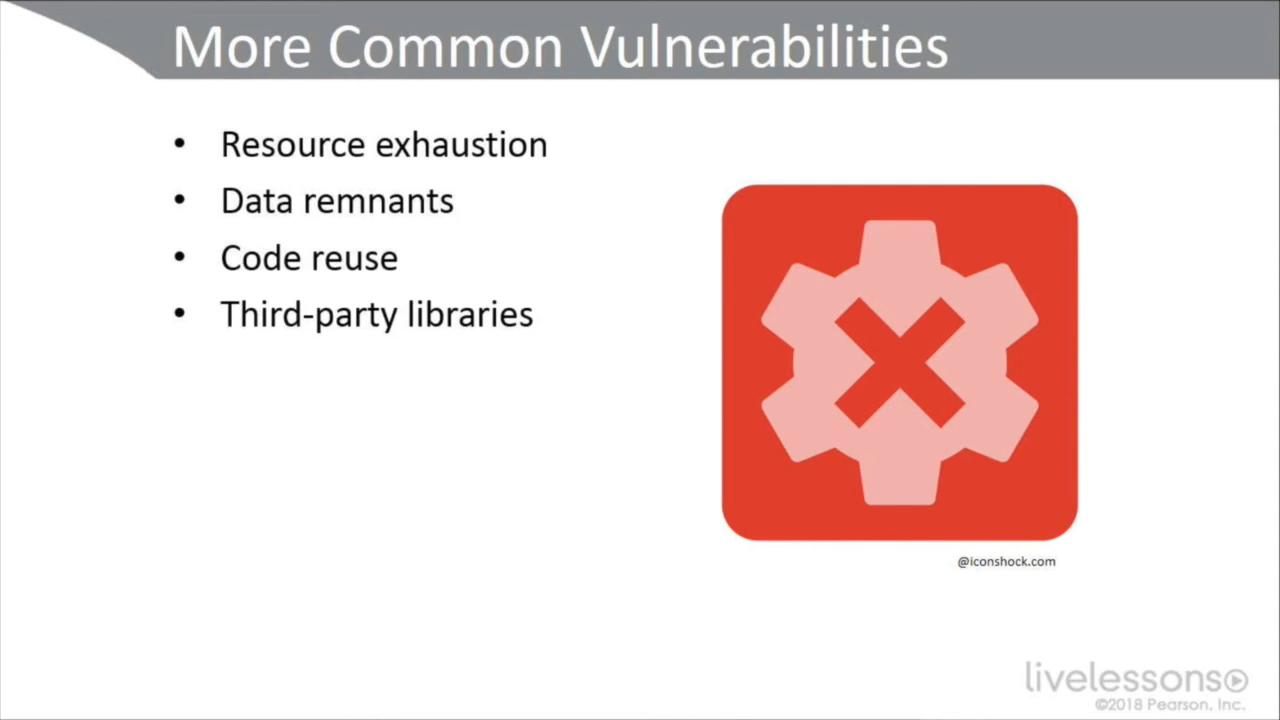 More Common Vulnerabilities
• Resource exhaustion
• Data remnants
• Code reuse
• Third-party libraries
@iconshock.com
livelessons
©2018 Pearson, Inc.